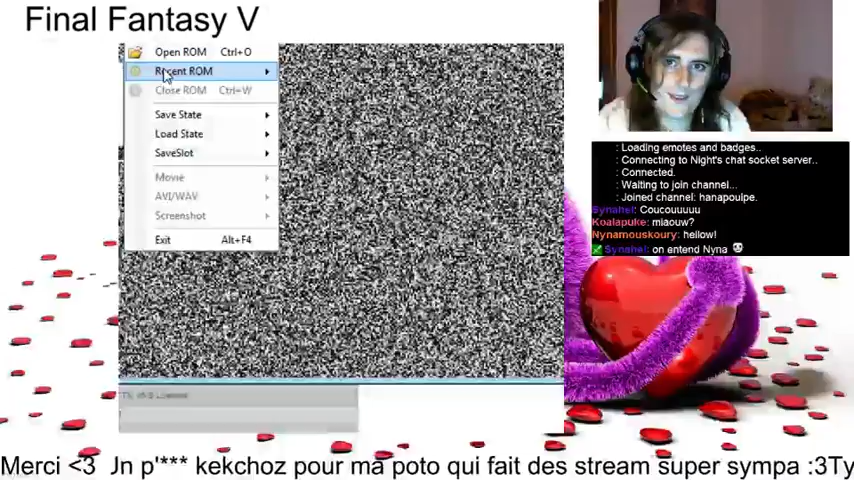 Final Fantasy V
Open ROM Ctrl+O
Recent ROM
Close ROM Ctrl+W
Save State
Load State
SaveSlot
Movie
AVI/WAV
Screenshot
Exit Alt+F4
: Loading emotes and badges..
: Connecting to Night's chat socket server..
: Connected.
: Waiting to join channel...
: Joined channel: hanapoulpe.
Synahel: Coucouuuuu
Koalapuke: miaouw?
Nynamouskoury: hellow!
Synahel: on entend Nyna
Merci <3 Jn p'*** kekchoz pour ma poto qui fait des stream super sympa :3Ty